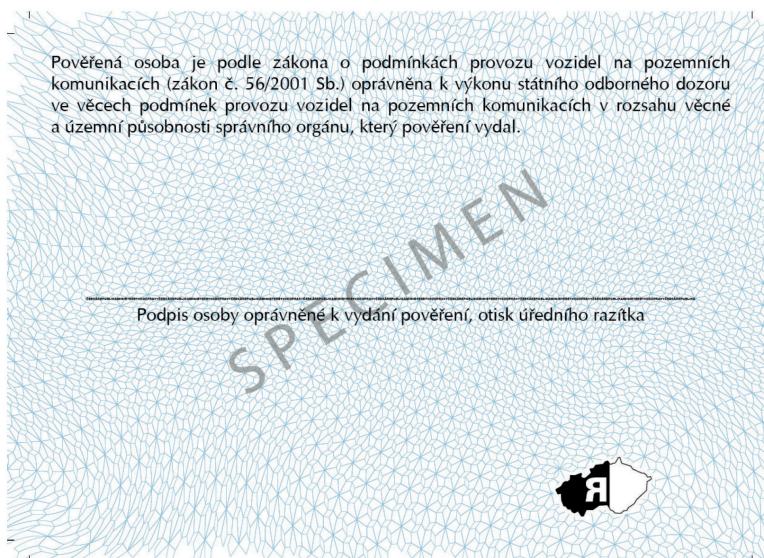 Pověřená osoba je podle zákona o podmínkách provozu vozidel na pozemních
komunikacích (zákon č. 56/2001 Sb.) oprávněna k výkonu státního odborného dozoru
ve věcech podmínek provozu vozidel na pozemních komunikacích v rozsahu věcné
a územní působnosti správního orgánu, který pověření vydal.
SPECIMEN
Podpis osoby oprávněné k vydání pověření, otisk úředního razítka